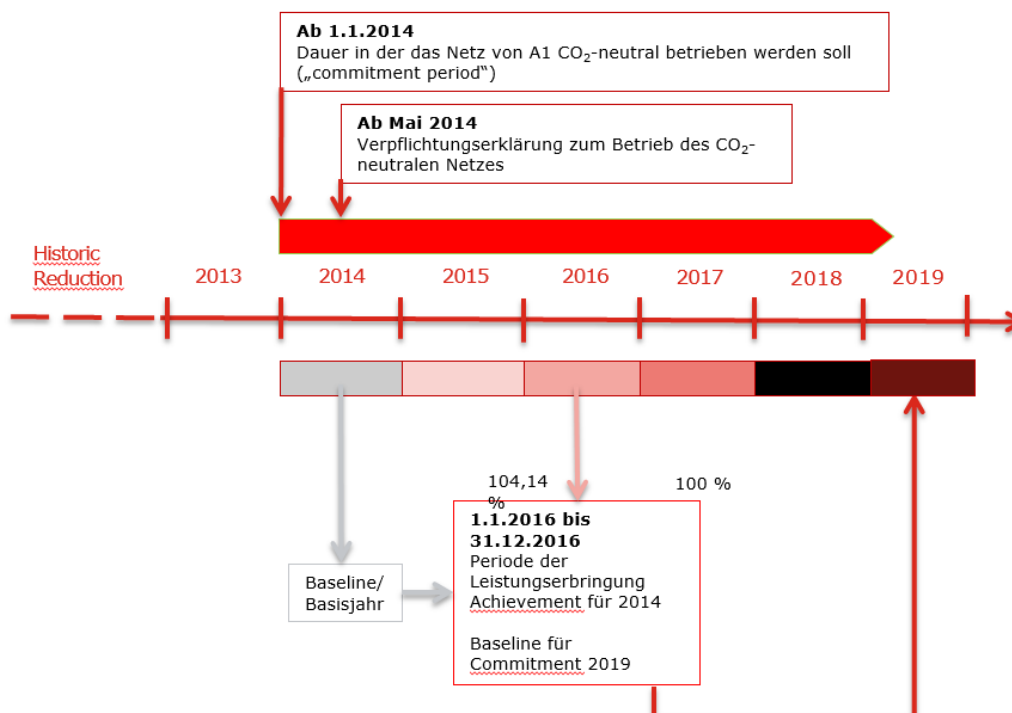 Ab 1.1.2014
Dauer in der das Netz von A1 CO₂-neutral betrieben werden soll
(„commitment period“)
Ab Mai 2014
Verpflichtungserklärung zum Betrieb des CO₂-
neutralen Netzes
Historic
Reduction
2013
2014
2015
2016
2017
2018
2019
104,14
%
100 %
1.1.2016 bis
31.12.2016
Periode der
Leistungserbringung
Achievement für 2014
Baseline für
Commitment 2019
Baseline/
Basisjahr